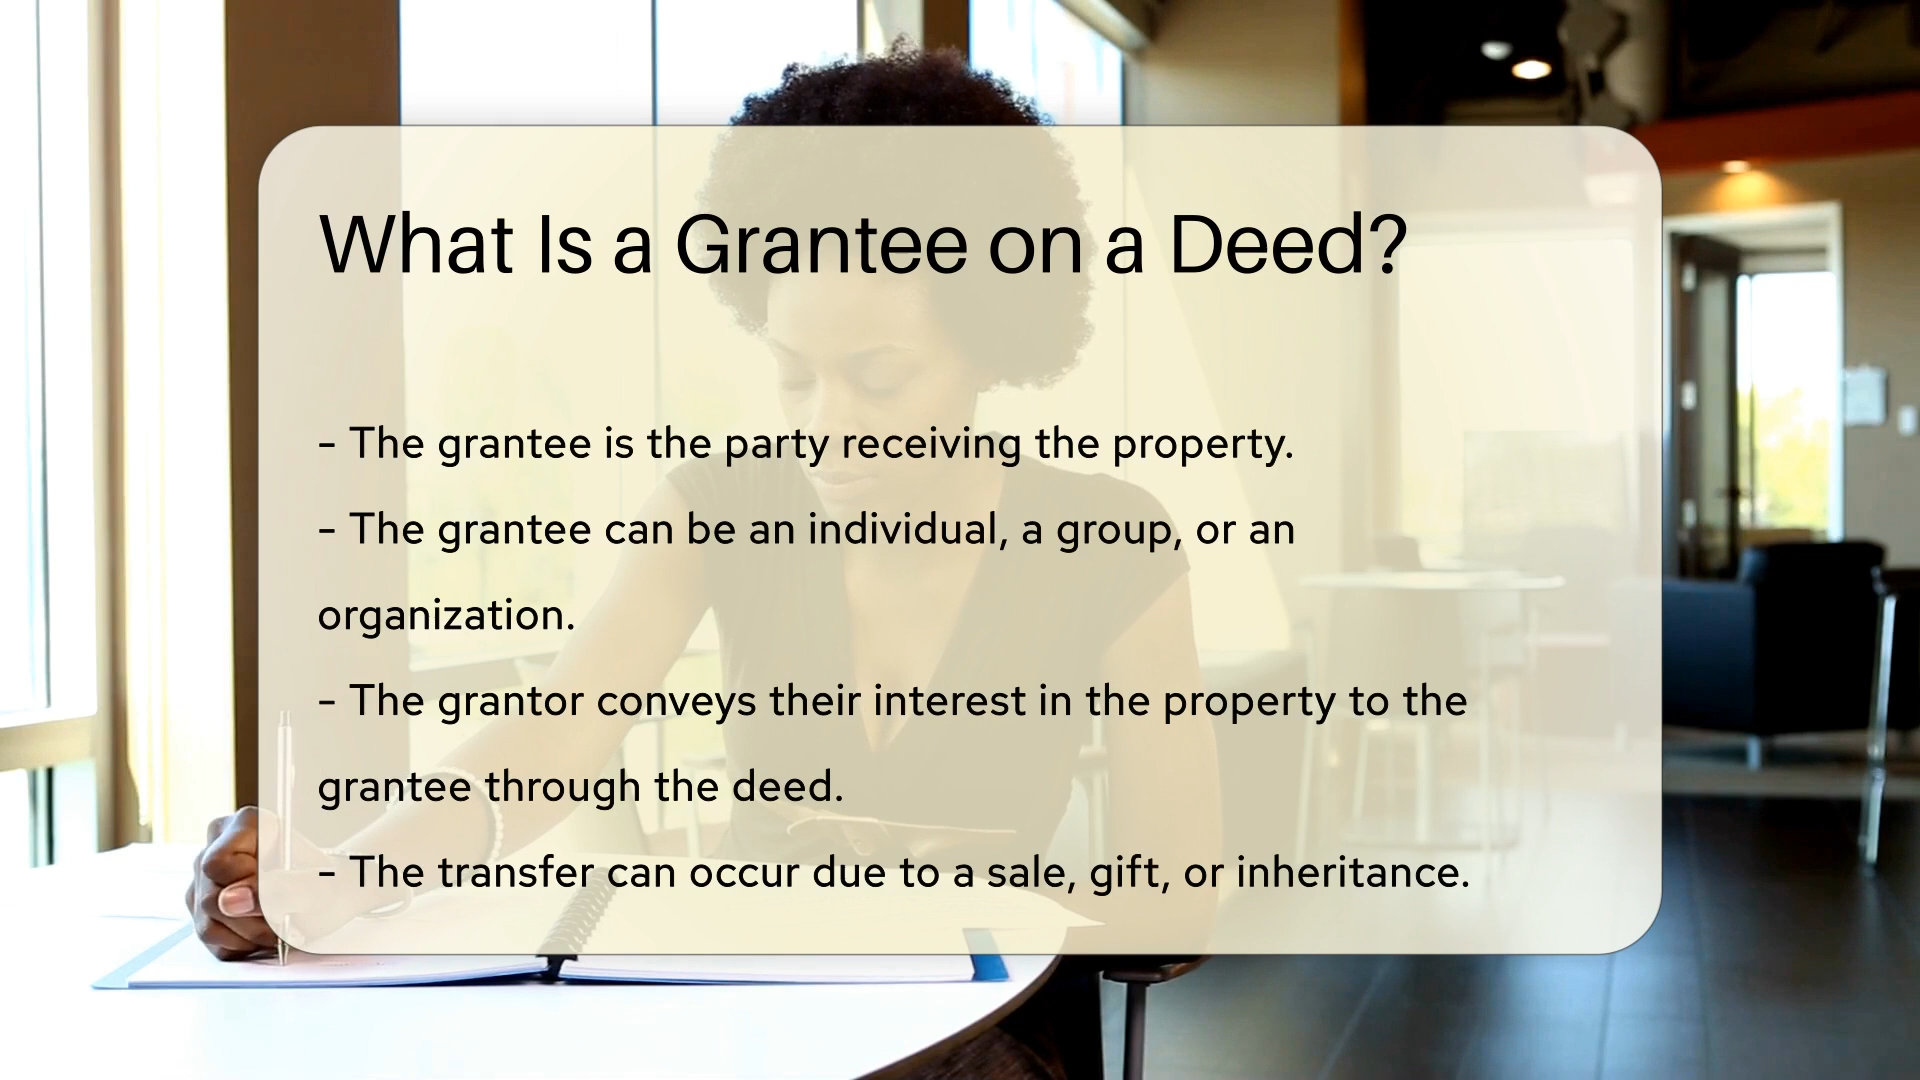 What Is a Grantee on a Deed?
- The grantee is the party receiving the property.
- The grantee can be an individual, a group, or an
organization.
- The grantor conveys their interest in the property to the
grantee through the deed.
- The transfer can occur due to a sale, gift, or inheritance.